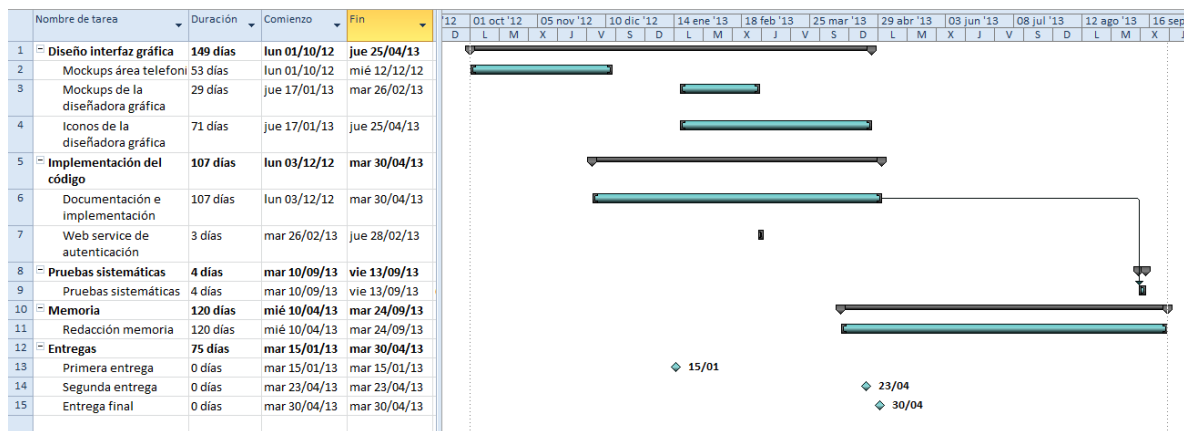 Nombre de tarea Duración Comienzo Fin
'12 01 oct '12 05 nov '12 10 dic '12 14 ene '13 18 feb '13 25 mar '13 29 abr '13 03 jun '13 08 jul '13 12 ago '13 16 sep
D L M X J V S D L M X J V S D L M X J
1 Diseño interfaz gráfica 149 días lun 01/10/12 jue 25/04/13
2 Mockups área telefoni 53 días lun 01/10/12 mié 12/12/12
3 Mockups de la 29 días jue 17/01/13 mar 26/02/13
diseñadora gráfica
4 Iconos de la 71 días jue 17/01/13 jue 25/04/13
diseñadora gráfica
5 Implementación del 107 días lun 03/12/12 mar 30/04/13
código
6 Documentación e 107 días lun 03/12/12 mar 30/04/13
implementación
7 Web service de 3 días mar 26/02/13 jue 28/02/13
autenticación
8 Pruebas sistemáticas 4 días mar 10/09/13 vie 13/09/13
9 Pruebas sistemáticas 4 días mar 10/09/13 vie 13/09/13
10 Memoria 120 días mié 10/04/13 mar 24/09/13
11 Redacción memoria 120 días mié 10/04/13 mar 24/09/13
12 Entregas 75 días mar 15/01/13 mar 30/04/13
13 Primera entrega 0 días mar 15/01/13 mar 15/01/13 15/01
14 Segunda entrega 0 días mar 23/04/13 mar 23/04/13 23/04
15 Entrega final 0 días mar 30/04/13 mar 30/04/13 30/04